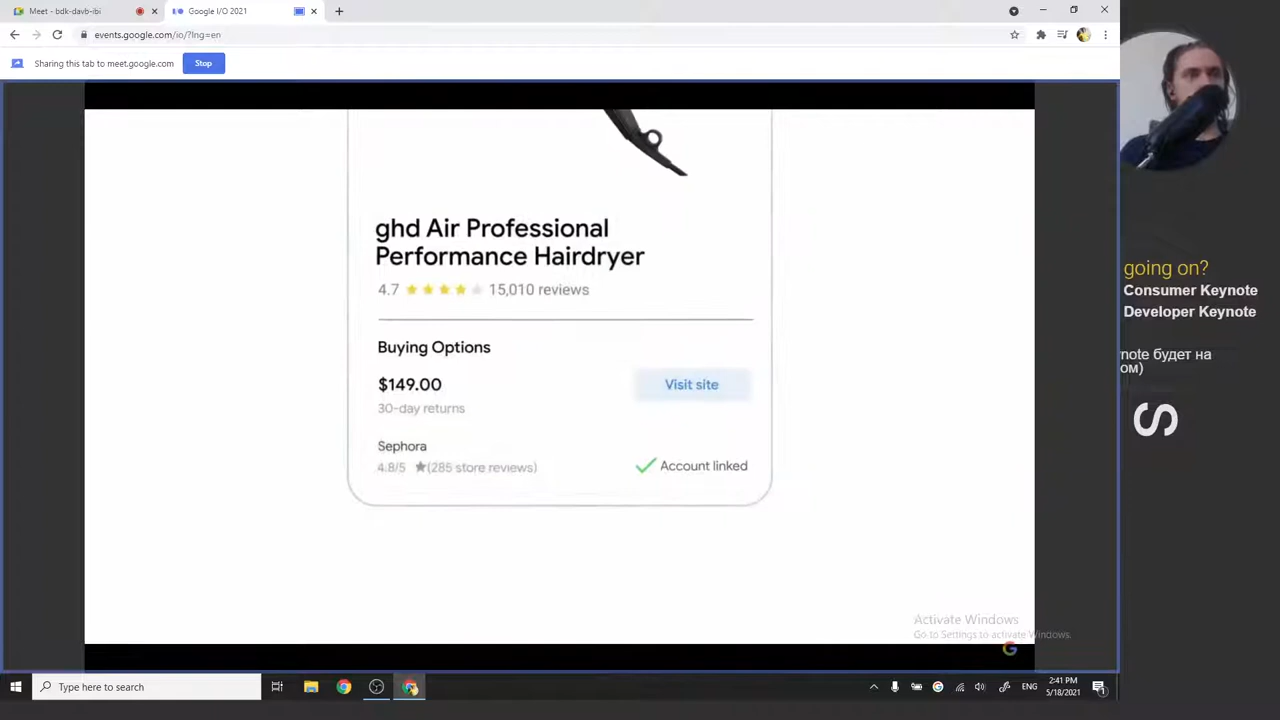 Meet - bdk-davb-ibi
Google I/O 2021
events.google.com/io/?lng=en
Sharing this tab to meet.google.com
Stop
ghd Air Professional
Performance Hairdryer
4.7
15,010 reviews
Buying Options
$149.00
Visit site
30-day returns
Sephora
4.8/5 ★(285 store reviews)
Account linked
going on?
Consumer Keynote
Developer Keynote
note будет на
ом)
S
Activate Windows
Go to Settings to activate Windows.
G
Type here to search
ENG
2:41 PM
5/18/2021